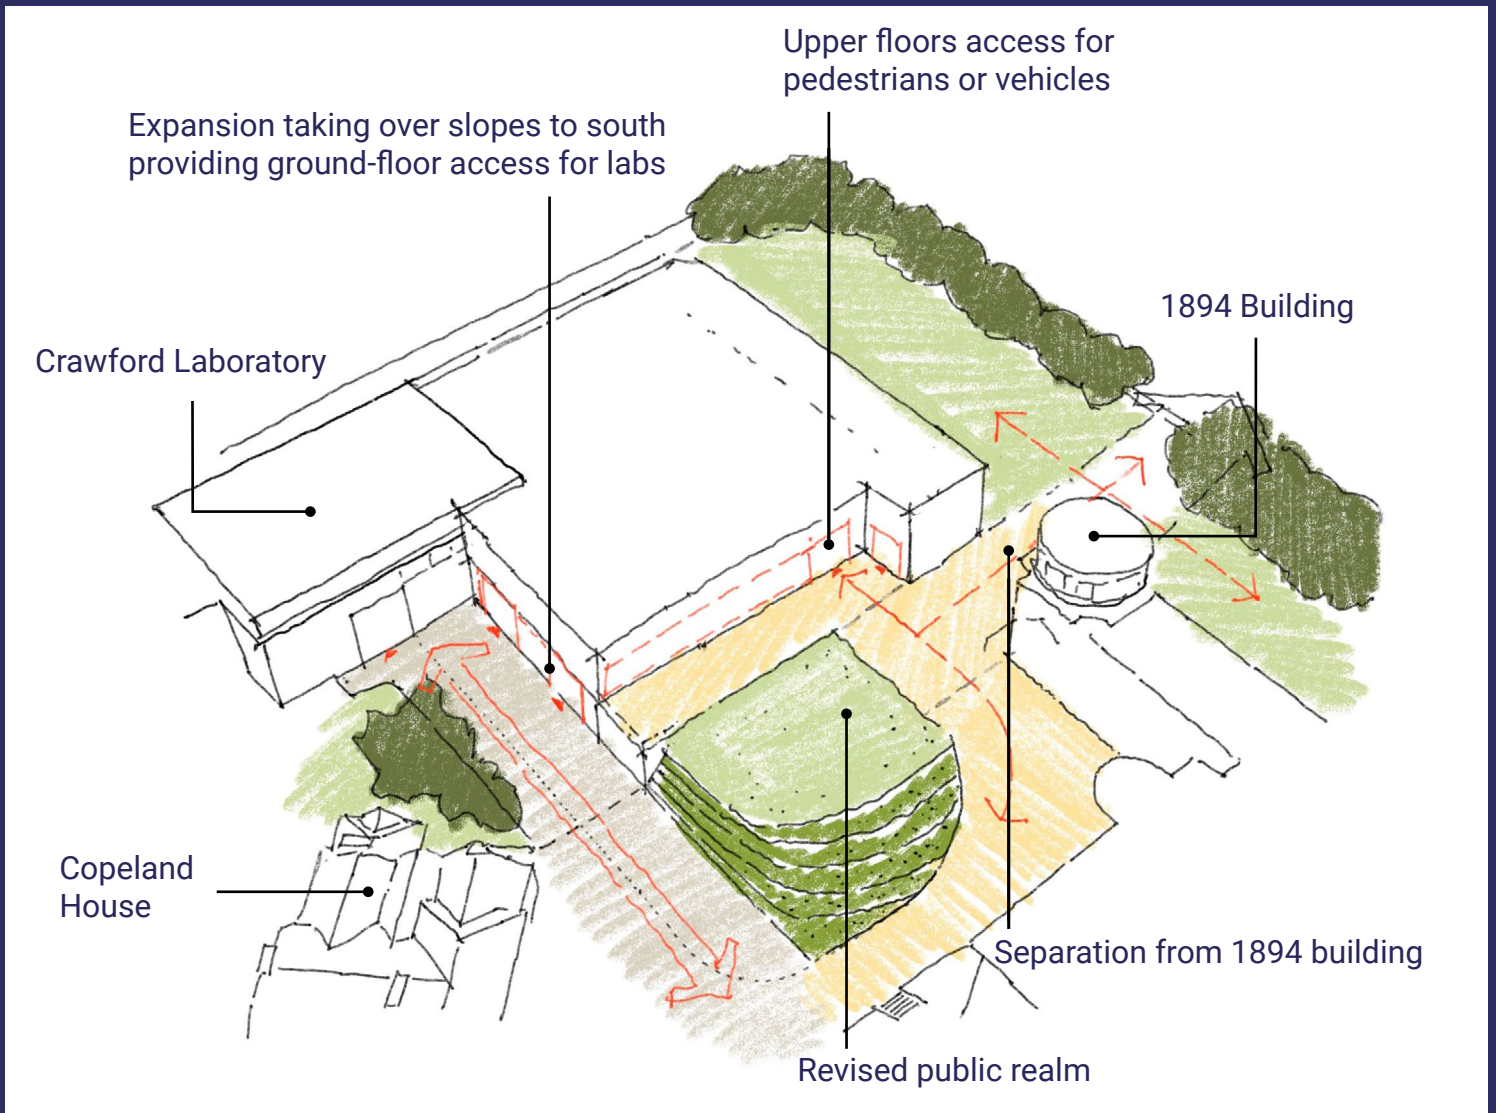 Upper floors access for
pedestrians or vehicles
Expansion taking over slopes to south
providing ground-floor access for labs
1894 Building
Crawford Laboratory
Copeland
House
Separation from 1894 building
Revised public realm